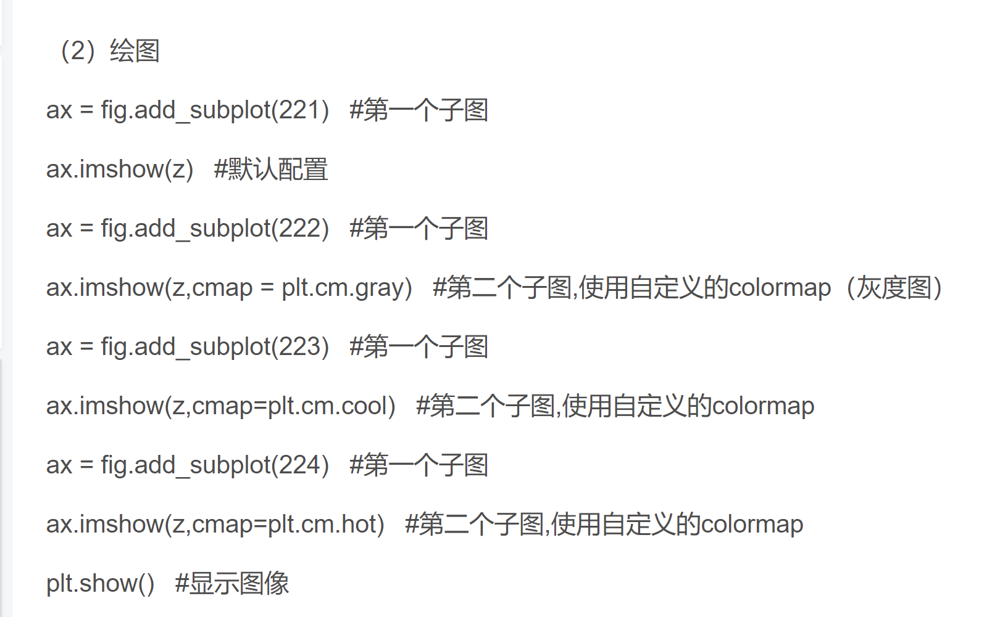 （2）绘图
ax = fig.add_subplot(221)   #第一个子图
ax.imshow(z)   #默认配置
ax = fig.add_subplot(222)   #第一个子图
ax.imshow(z,cmap = plt.cm.gray)   #第二个子图,使用自定义的colormap（灰度图）
ax = fig.add_subplot(223)   #第一个子图
ax.imshow(z,cmap=plt.cm.cool)   #第二个子图,使用自定义的colormap
ax = fig.add_subplot(224)   #第一个子图
ax.imshow(z,cmap=plt.cm.hot)   #第二个子图,使用自定义的colormap
plt.show()   #显示图像